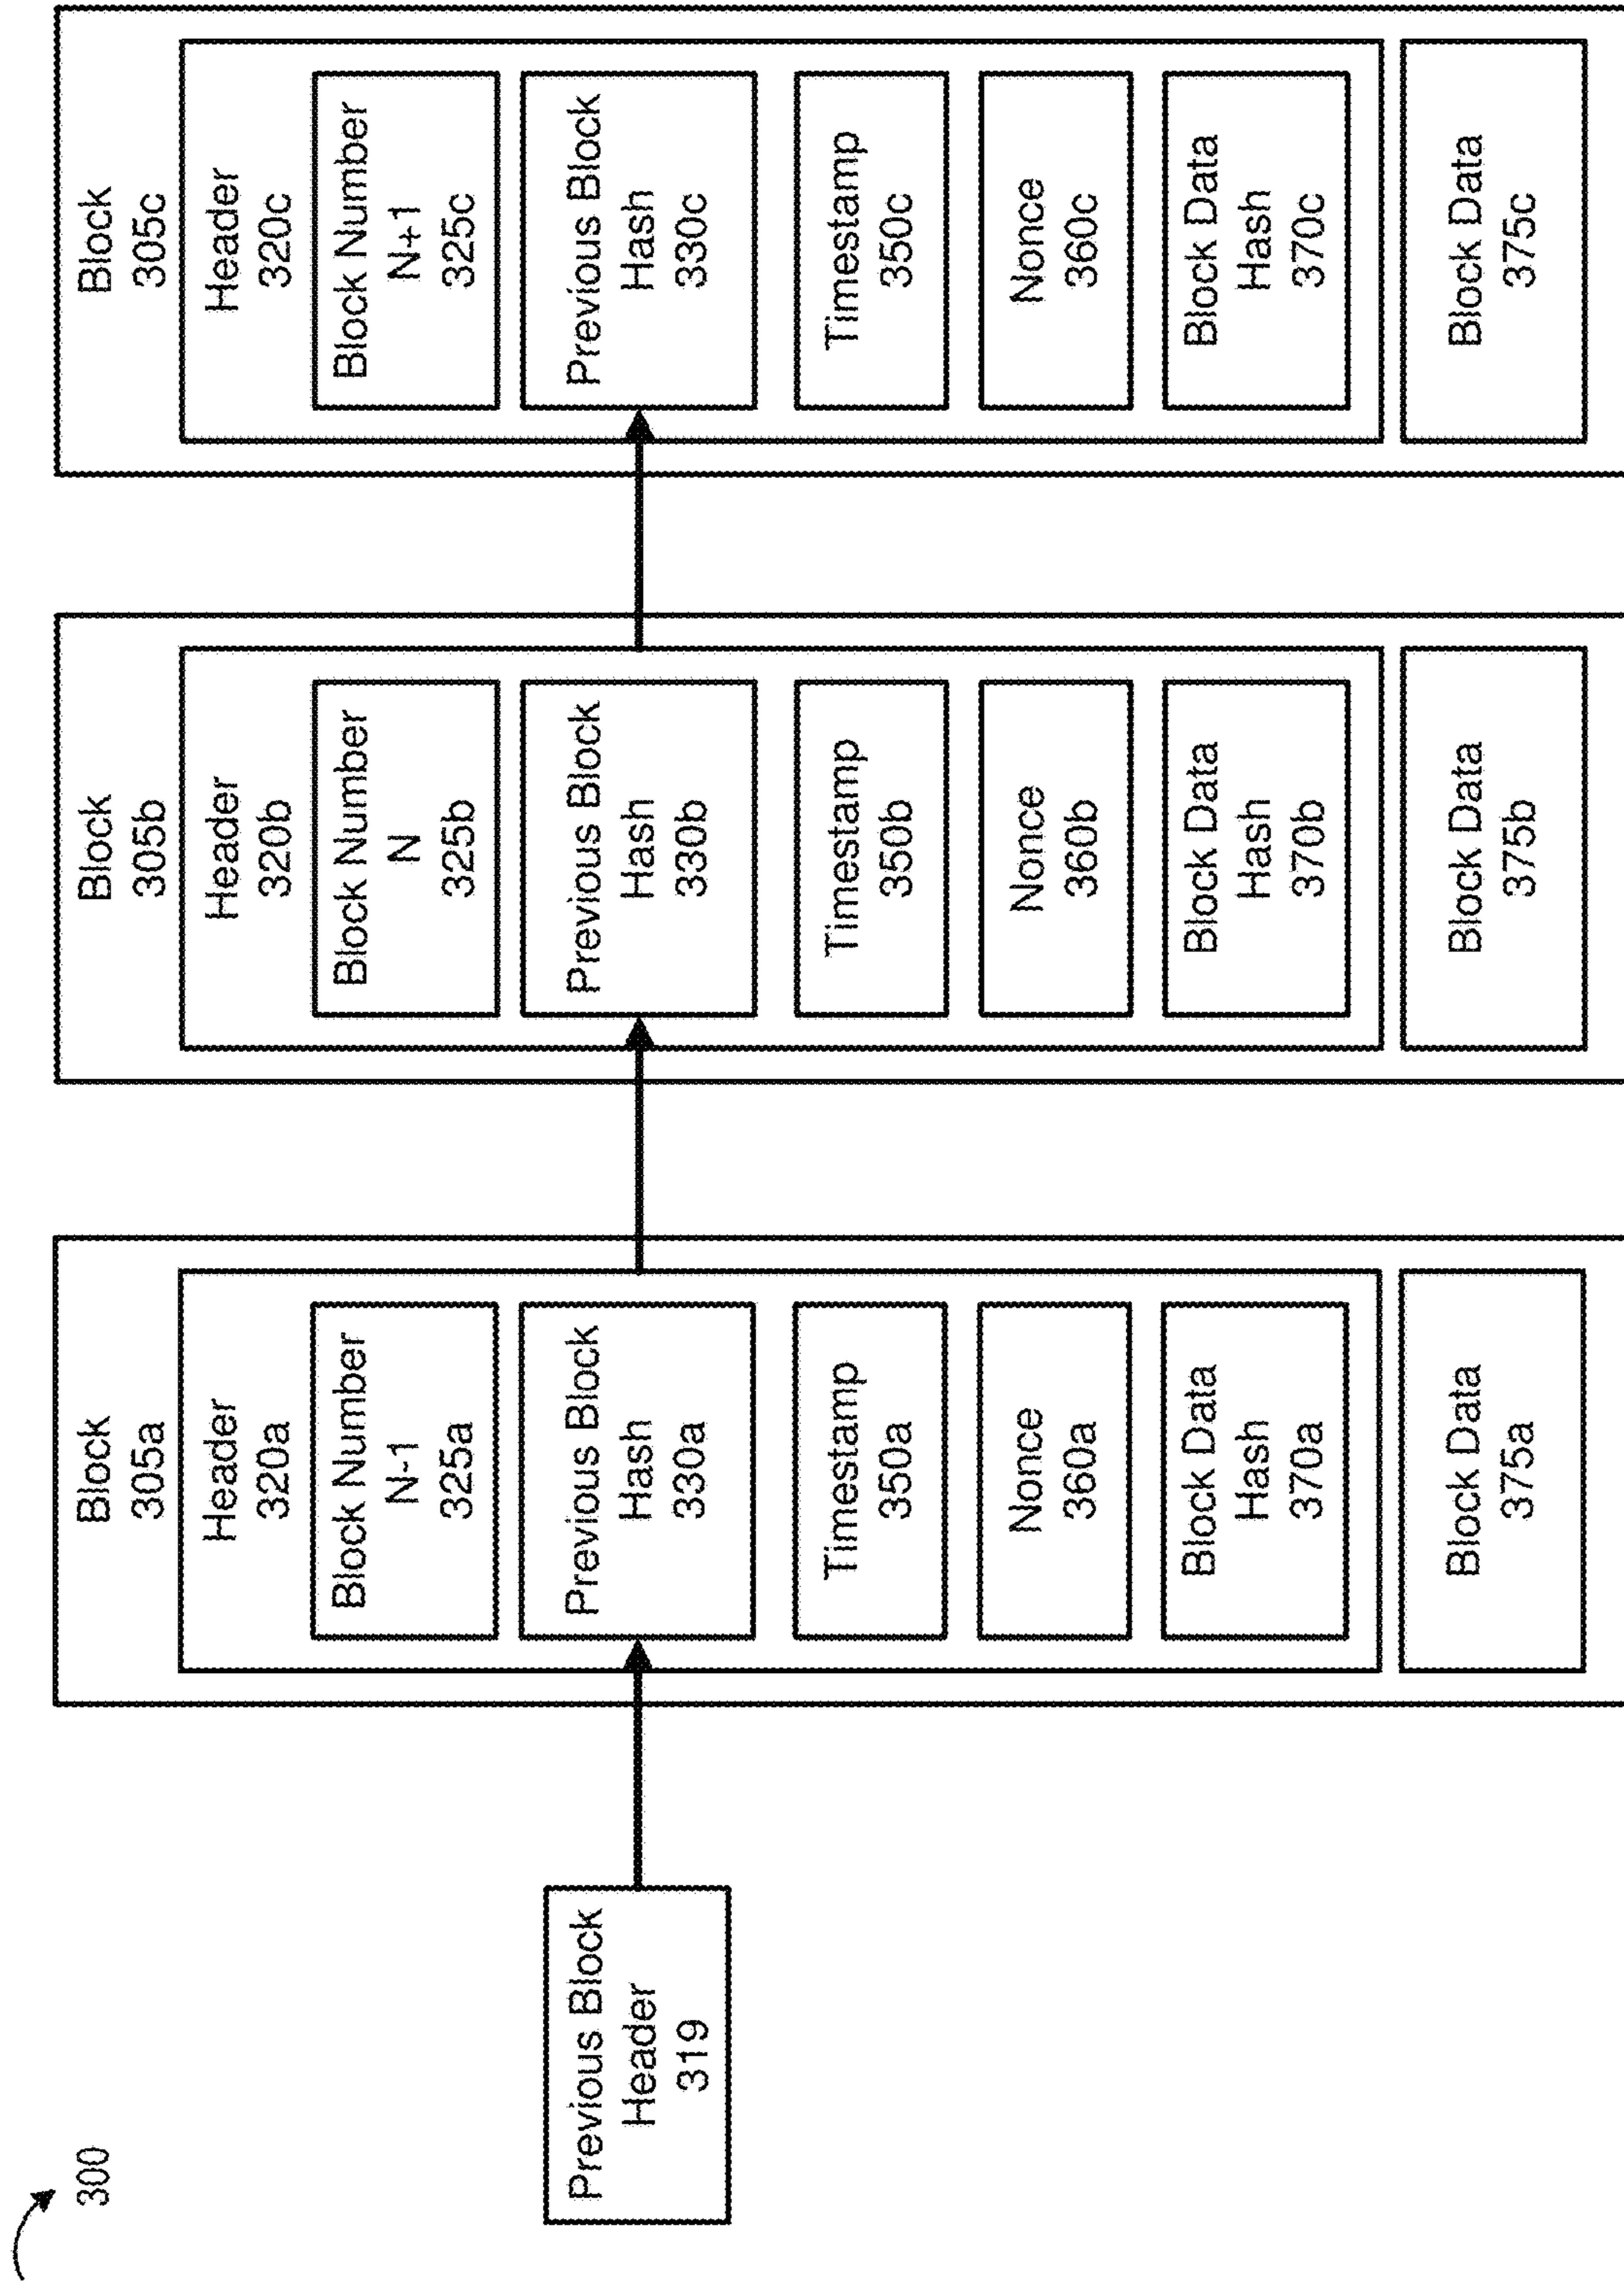 300
Previous Block
Header
319
Block
305a
Header
320a
Block Number
N-1
325a
Previous Block
Hash
330a
Timestamp
350a
Nonce
360a
Block Data
Hash
370a
Block Data
375a
Block
305b
Header
320b
Block Number
N
325b
Previous Block
Hash
330b
Timestamp
350b
Nonce
360b
Block Data
Hash
370b
Block Data
375b
Block
305c
Header
320c
Block Number
N+1
325c
Previous Block
Hash
330c
Timestamp
350c
Nonce
360c
Block Data
Hash
370c
Block Data
375c